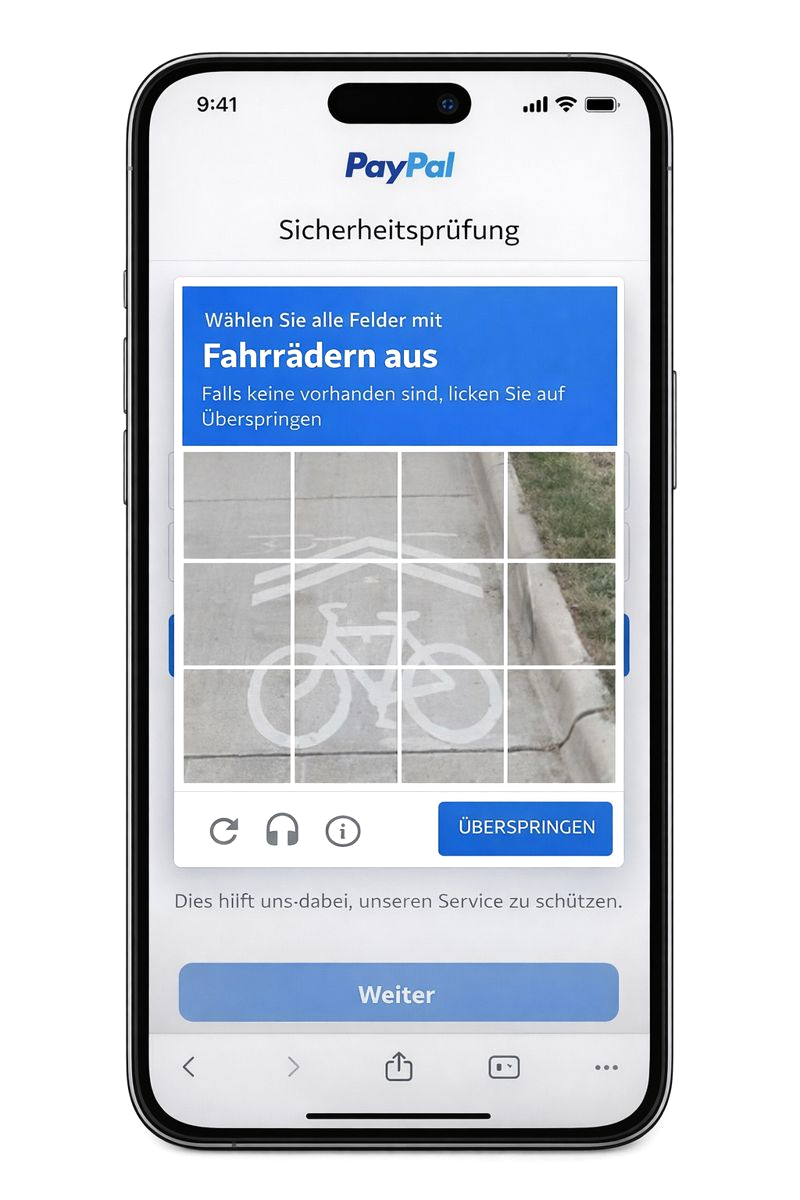 9:41
PayPal
Sicherheitsprüfung
Wählen Sie alle Felder mit
Fahrrädern aus
Falls keine vorhanden sind, licken Sie auf
Überspringen
ÜBERSPRINGEN
Dies hilft uns·dabei, unseren Service zu schützen.
Weiter